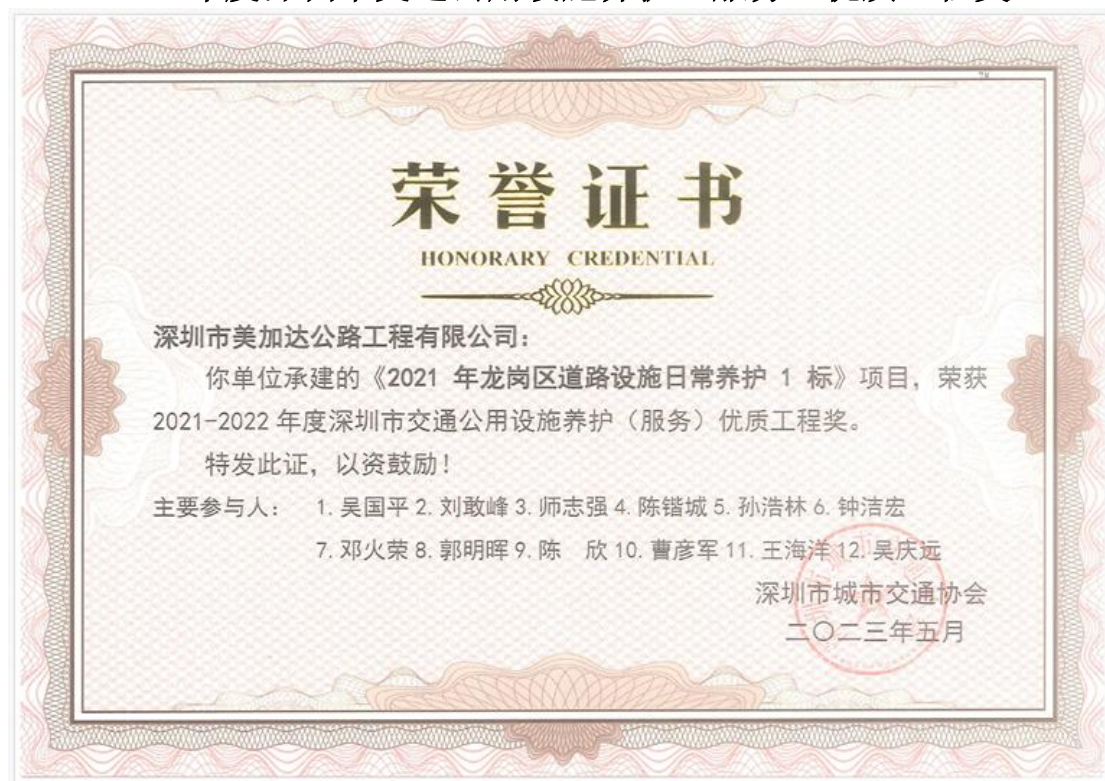 荣誉证书
HONORARY CREDENTIAL
深圳市美加达公路工程有限公司：
你单位承建的《2021 年龙岗区道路设施日常养护 1 标》项目，荣获
2021-2022 年度深圳市交通公用设施养护（服务）优质工程奖。
特发此证，以资鼓励！
主要参与人： 1. 吴国平 2. 刘敢峰 3. 师志强 4. 陈锴城 5. 孙浩林 6. 钟洁宏
7. 邓火荣 8. 郭明晖 9. 陈 欣 10. 曹彦军 11. 王海洋 12. 吴庆远
深圳市城市交通协会
二〇二三年五月